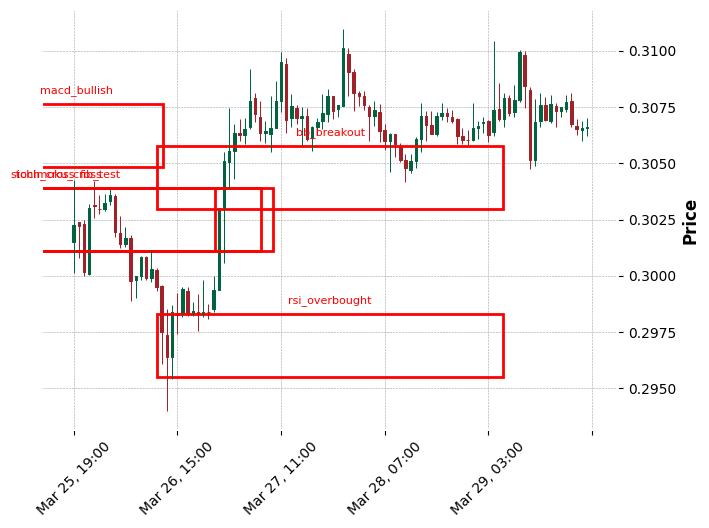 macd_bullish
bb_breakout
rsi_overbought
0.3100
0.3075
0.3050
0.3025
0.3000
0.2975
0.2950
Price
Mar 25, 19:00
Mar 26, 15:00
Mar 27, 11:00
Mar 28, 07:00
Mar 29, 03:00